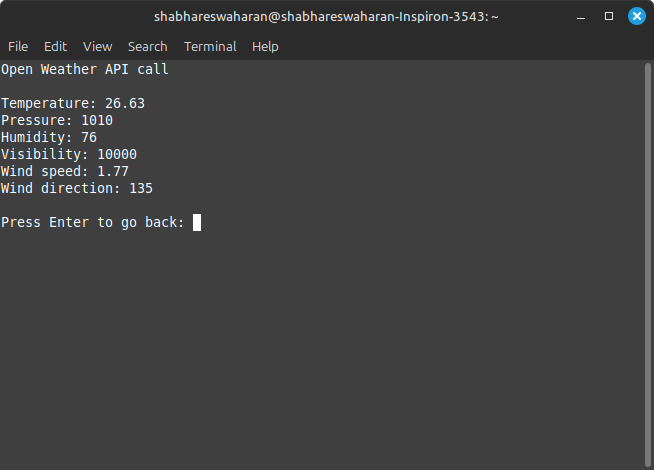 shabhareswaharan@shabhareswaharan-Inspiron-3543: ~
File Edit View Search Terminal Help
Open Weather API call
Temperature: 26.63
Pressure: 1010
Humidity: 76
Visibility: 10000
Wind speed: 1.77
Wind direction: 135
Press Enter to go back: